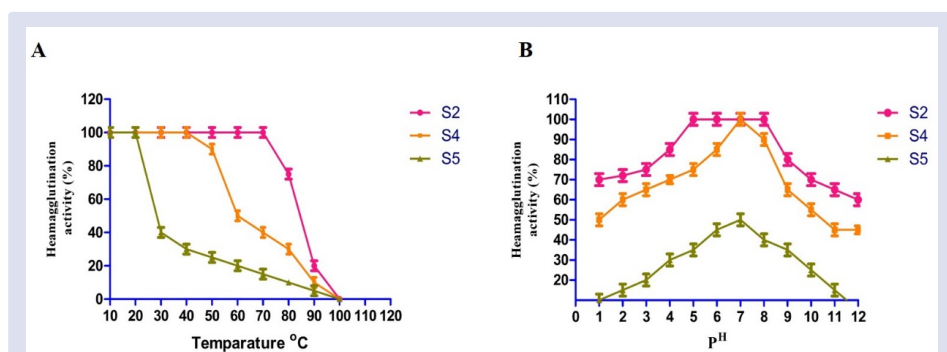 A
B
Heamagglutination
activity (%)
120
100
80
60
40
20
0
10 20 30 40 50 60 70 80 90 100 110 120
Temparature °C
S2
S4
S5
Heamagglutination
activity (%)
110
100
90
80
70
60
50
40
30
20
0 1 2 3 4 5 6 7 8 9 10 11 12
Pᴴ
S2
S4
S5